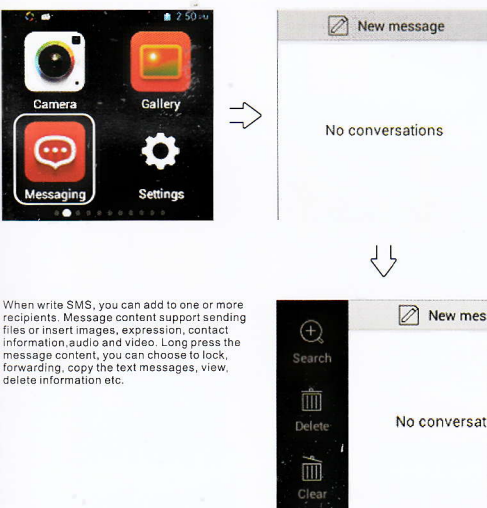 2:50 PM
Camera
Gallery
Messaging
Settings
New message
No conversations
When write SMS, you can add to one or more
recipients. Message content support sending
files or insert images, expression, contact
information,audio and video. Long press the
message content, you can choose to lock,
forwarding, copy the text messages, view,
delete information etc.
Search
Delete
Clear
New mes
No conversat